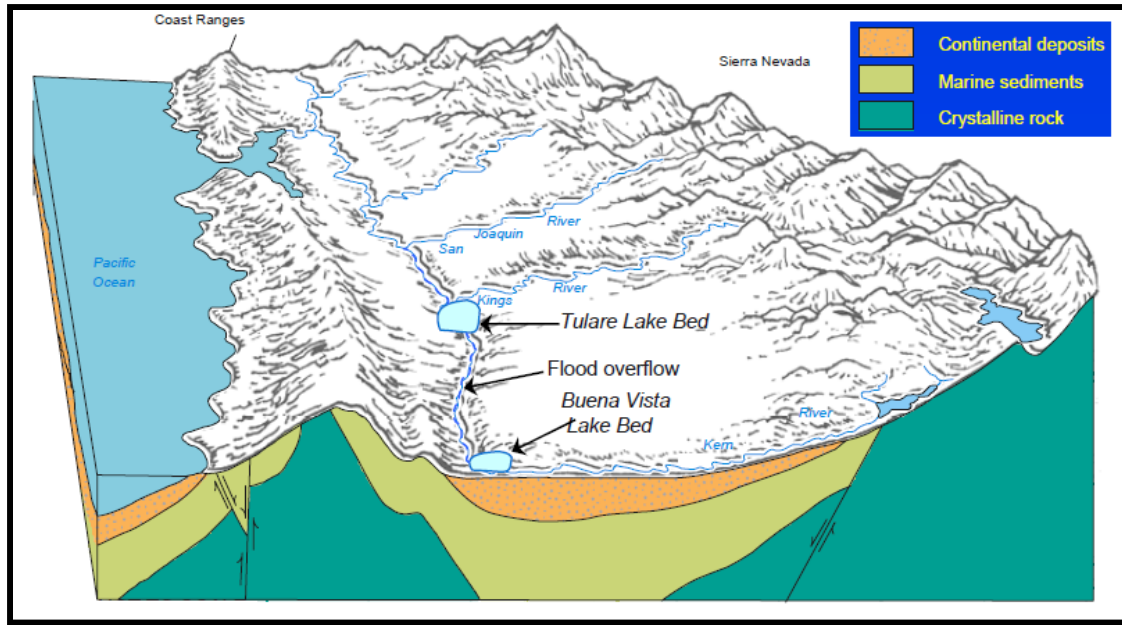 Coast Ranges
Sierra Nevada
Continental deposits
Marine sediments
Crystalline rock
Pacific
Ocean
San
Joaquin
River
Kings
River
Tulare Lake Bed
Flood overflow
Buena Vista
Lake Bed
Kern
River